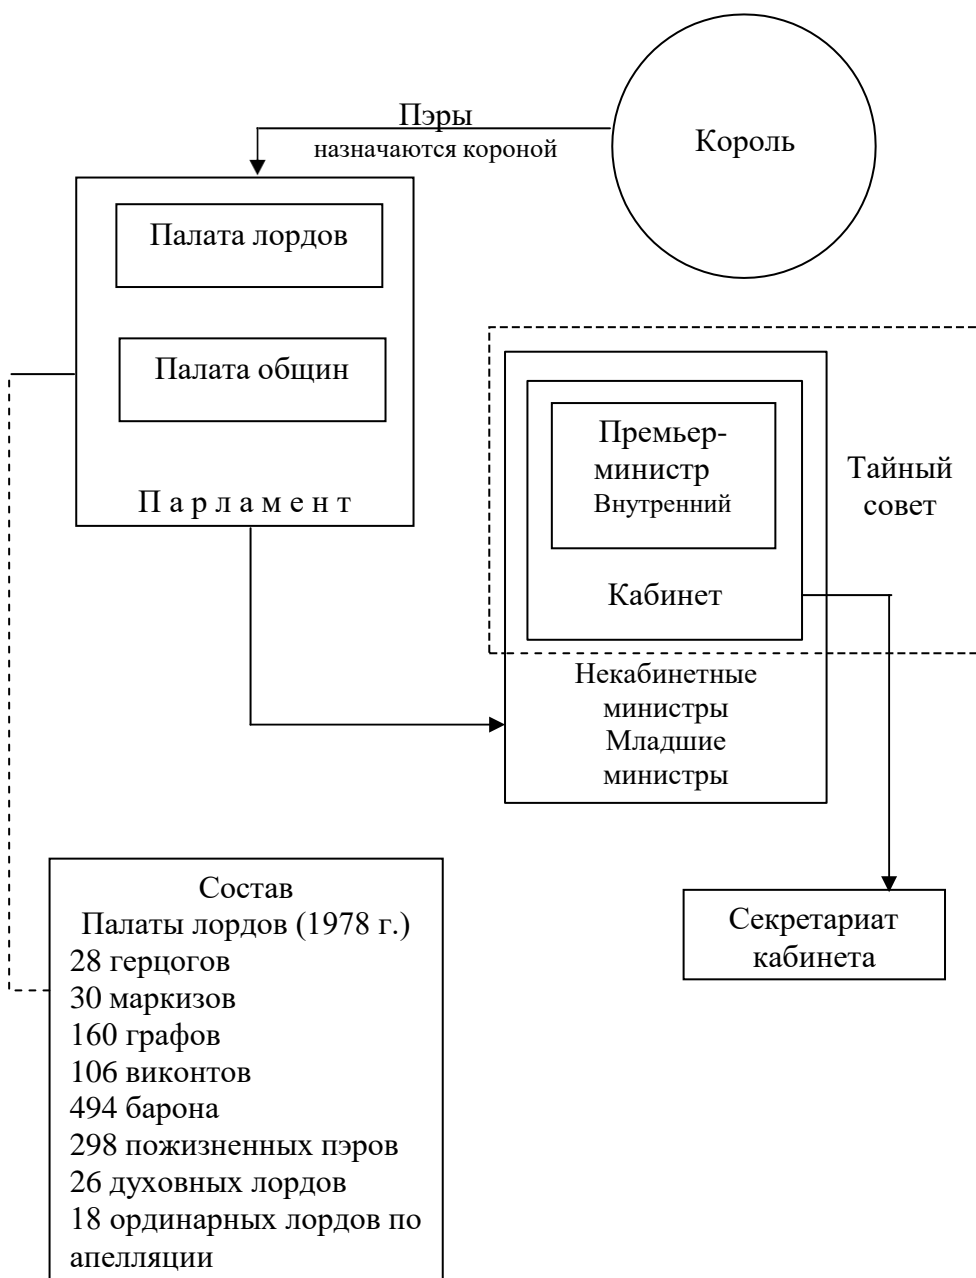 Пэры
назначаются короной
Король
Палата лордов
Палата общин
Парламент
Премьер-
министр
Внутренний
Кабинет
Тайный
совет
Некабинетные
министры
Младшие
министры
Секретариат
кабинета
Состав
Палаты лордов (1978 г.)
28 герцогов
30 маркизов
160 графов
106 виконтов
494 барона
298 пожизненных пэров
26 духовных лордов
18 ординарных лордов по
апелляции